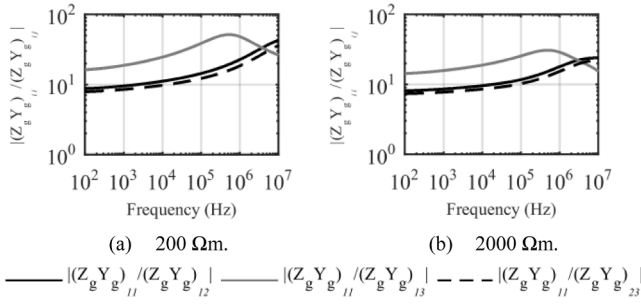 |(Z_g Y_g)_11 /(Z_g Y_g)_ij |
10^2
10^1
10^0
10^2 10^3 10^4 10^5 10^6 10^7
Frequency (Hz)
(a) 200 Ωm.
|(Z_g Y_g)_ii /(Z_g Y_g)_ij |
10^2
10^1
10^0
10^2 10^3 10^4 10^5 10^6 10^7
Frequency (Hz)
(b) 2000 Ωm.
|(Z_g Y_g)_11 /(Z_g Y_g)_12 | |(Z_g Y_g)_11 /(Z_g Y_g)_13 | |(Z_g Y_g)_11 /(Z_g Y_g)_23 |